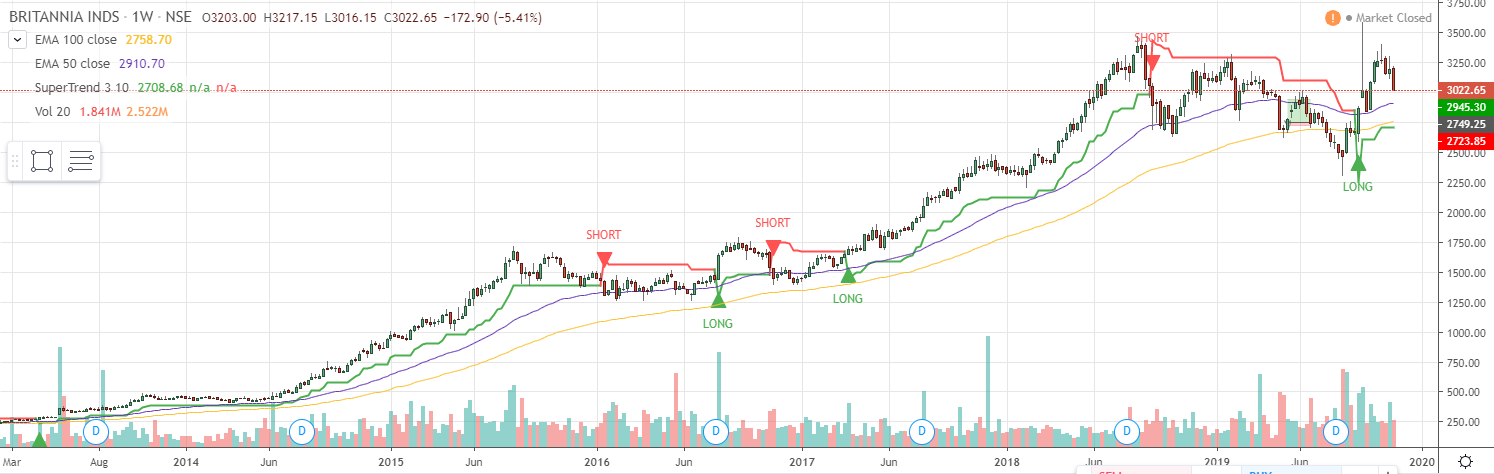 BRITANNIA INDS · 1W · NSE O3203.00 H3217.15 L3016.15 C3022.65 −172.90 (−5.41%)
! Market Closed
EMA 100 close 2758.70
EMA 50 close 2910.70
SuperTrend 3 10 2708.68 n/a n/a
Vol 20 1.841M 2.522M
SHORT
SHORT
SHORT
LONG
LONG
LONG
3750.00
3500.00
3250.00
3022.65
2945.30
2749.25
2723.85
2500.00
2250.00
2000.00
1750.00
1500.00
1250.00
1000.00
750.00
500.00
250.00
D D D D D D
Mar Aug 2014 Jun 2015 Jun 2016 Jun 2017 Jun 2018 Jun 2019 Jun 2020
SELL BUY